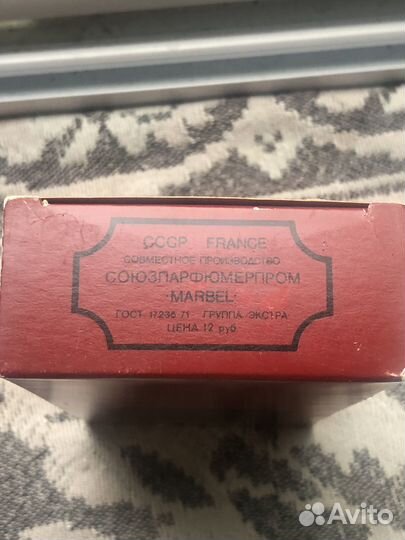 СССР FRANCE
СОВМЕСТНОЕ ПРОИЗВОДСТВО
СОЮЗПАРФЮМЕРПРОМ
·MARBEL·
ГОСТ 17236-71 ГРУППА ЭКСТРА
ЦЕНА 12 руб.
Avito